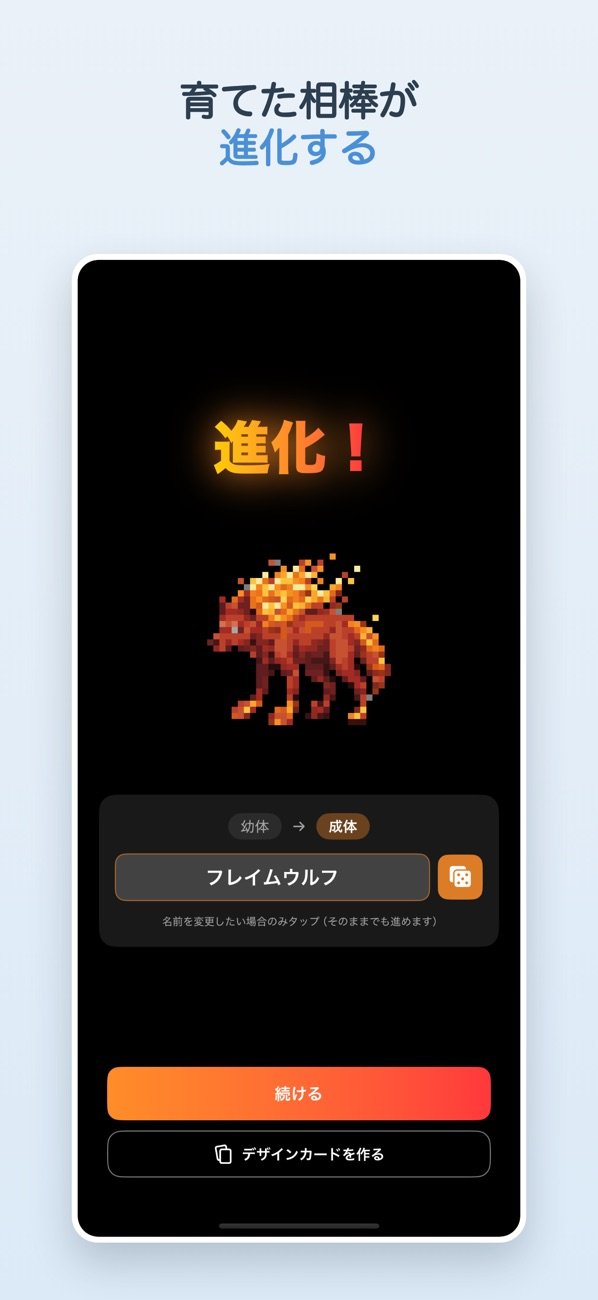 育てた相棒が
進化する
進化！
幼体 → 成体
フレイムウルフ
名前を変更したい場合のみタップ（そのままでも進めます）
続ける
デザインカードを作る